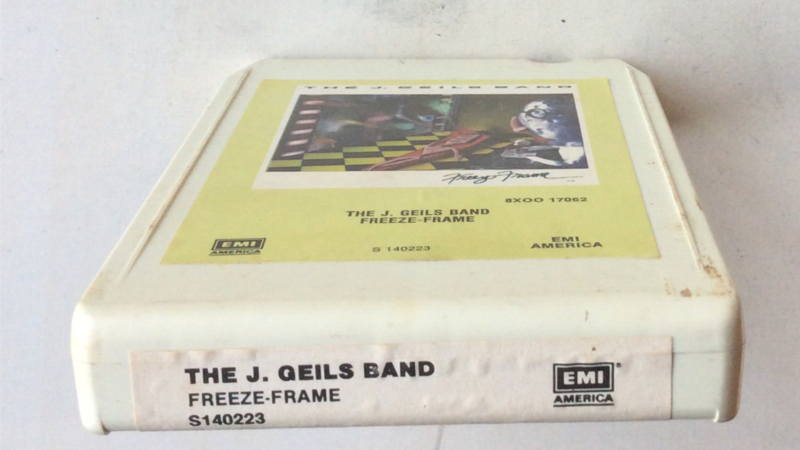 THE J. GEILS BAND
Freeze-Frame
8XOO 17062
THE J. GEILS BAND
FREEZE-FRAME
EMI
AMERICA
S 140223
EMI
AMERICA
THE J. GEILS BAND
FREEZE-FRAME
S140223
EMI
AMERICA